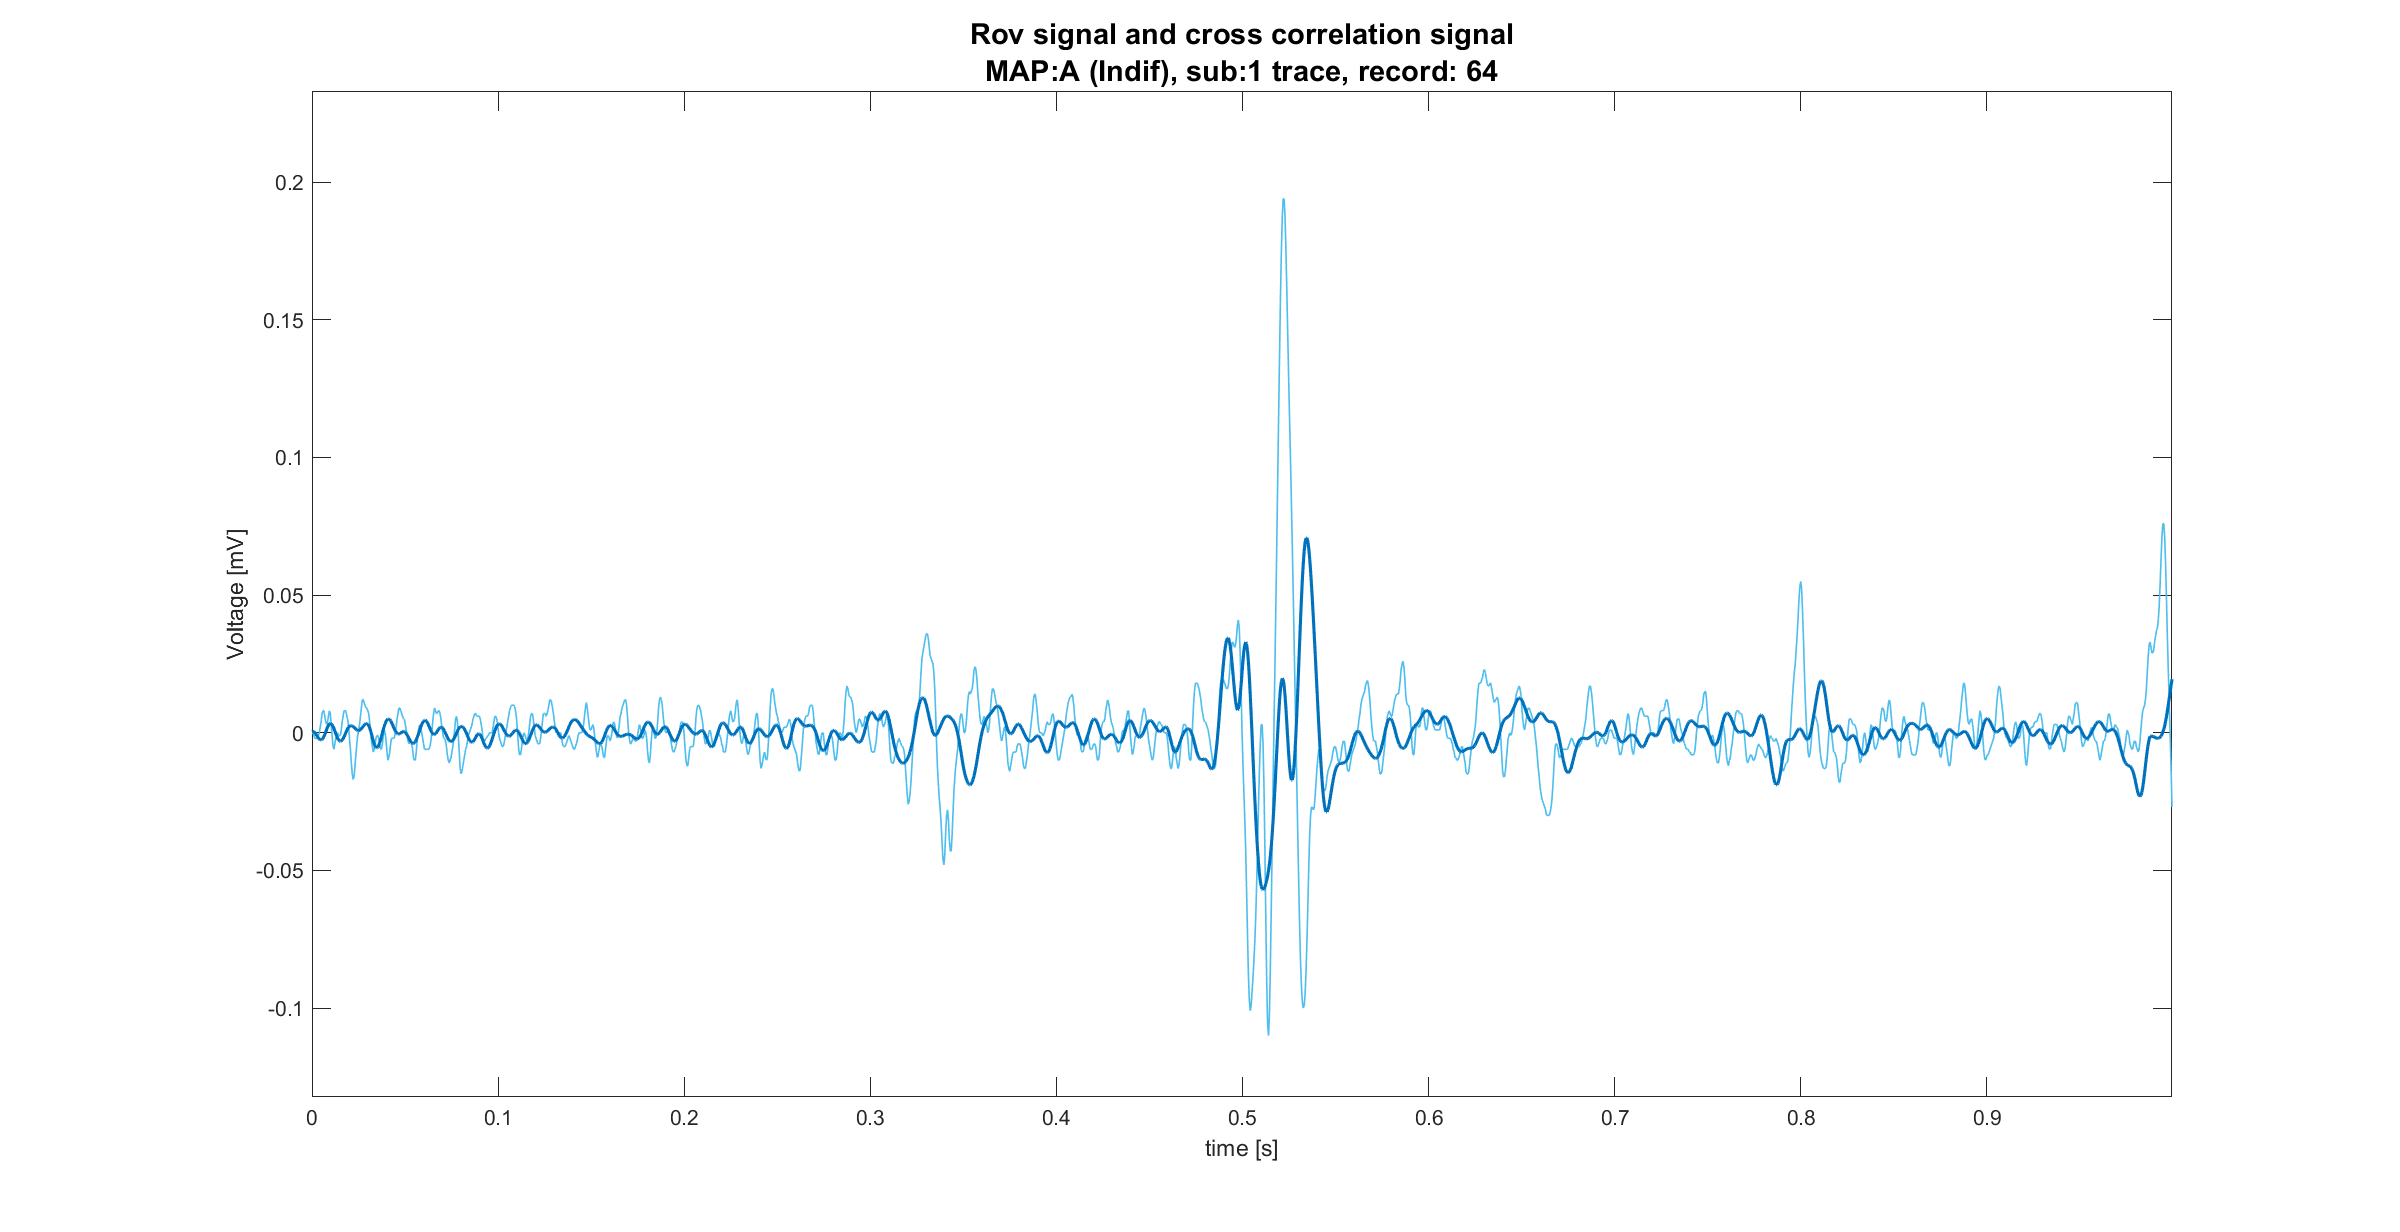 Rov signal and cross correlation signal
MAP:A (Indif), sub:1 trace, record: 64
0.2
0.15
0.1
0.05
0
-0.05
-0.1
Voltage [mV]
0 0.1 0.2 0.3 0.4 0.5 0.6 0.7 0.8 0.9
time [s]